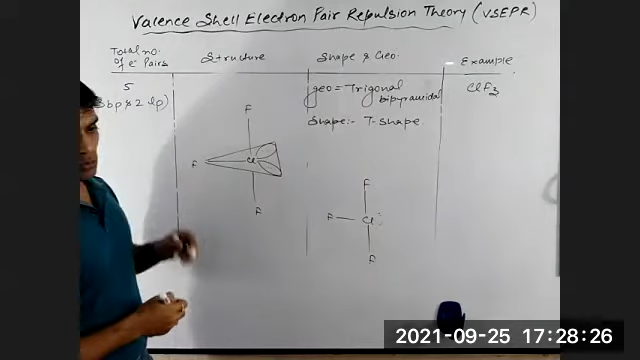 Valence Shell Electron Pair Repulsion Theory (VSEPR)
Total no. of e⁻ Pairs
Structure
Shape & Geo.
Example
5
3bp & 2 lp)
geo = Trigonal
bipyramidal
Shape:- T-shape
ClF3
F
F
Cl
F
F
F — Cl:
F
2021-09-25 17:28:26